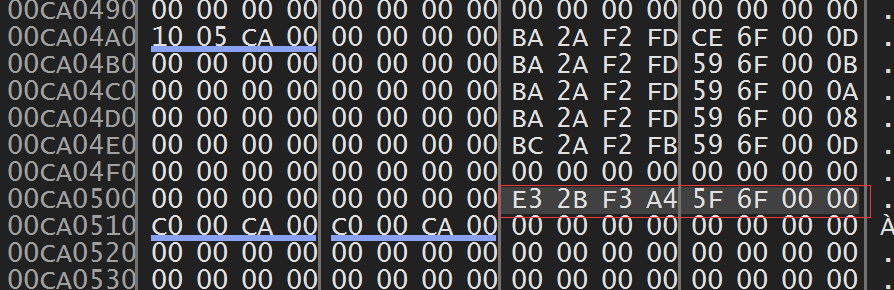 00CA0490 00 00 00 00 00 00 00 00 00 00 00 00 00 00 00 00 .
00CA04A0 10 05 CA 00 00 00 00 00 BA 2A F2 FD CE 6F 00 0D .
00CA04B0 00 00 00 00 00 00 00 00 BA 2A F2 FD 59 6F 00 0B .
00CA04C0 00 00 00 00 00 00 00 00 BA 2A F2 FD 59 6F 00 0A .
00CA04D0 00 00 00 00 00 00 00 00 BA 2A F2 FD 59 6F 00 08 .
00CA04E0 00 00 00 00 00 00 00 00 BC 2A F2 FB 59 6F 00 0D .
00CA04F0 00 00 00 00 00 00 00 00 00 00 00 00 00 00 00 00 .
00CA0500 00 00 00 00 00 00 00 00 E3 2B F3 A4 5F 6F 00 00 .
00CA0510 C0 00 CA 00 C0 00 CA 00 00 00 00 00 00 00 00 00 À
00CA0520 00 00 00 00 00 00 00 00 00 00 00 00 00 00 00 00 .
00CA0530 00 00 00 00 00 00 00 00 00 00 00 00 00 00 00 00 .